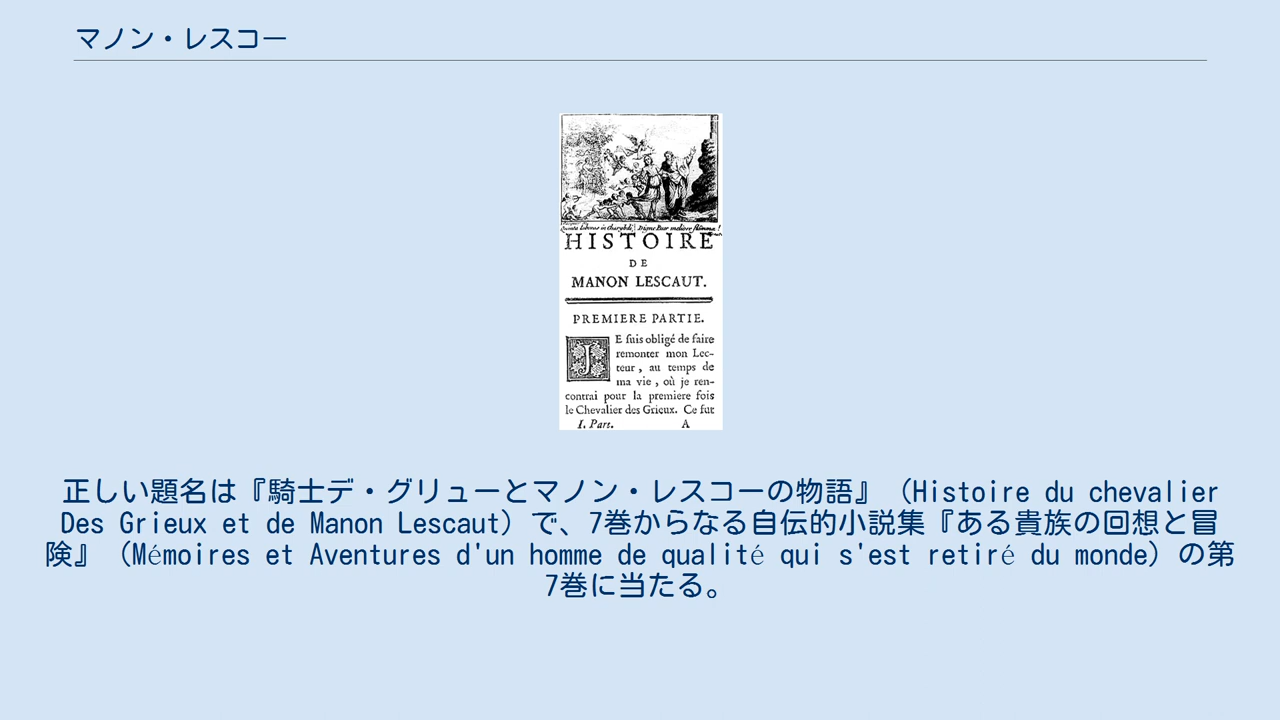 マノン・レスコー
HISTOIRE
DE
MANON LESCAUT.
PREMIERE PARTIE.
JE suis obligé de faire
remonter mon Lec-
teur, au temps de
ma vie, où je ren-
contrai pour la premiere fois
le Chevalier des Grieux. Ce fut
I. Part. A
正しい題名は『騎士デ・グリューとマノン・レスコーの物語』（Histoire du chevalier
Des Grieux et de Manon Lescaut）で、7巻からなる自伝的小説集『ある貴族の回想と冒
険』（Mémoires et Aventures d'un homme de qualité qui s'est retiré du monde）の第
7巻に当たる。